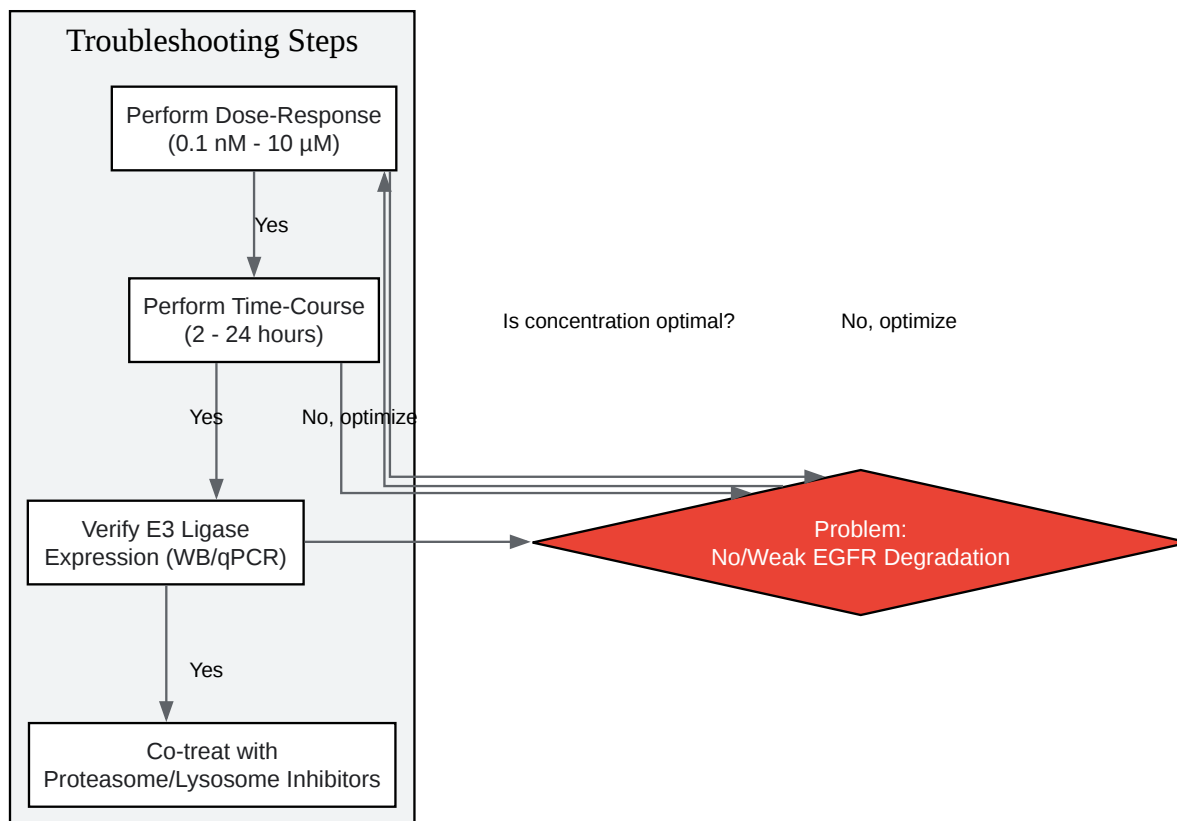 Troubleshooting Steps
Perform Dose-Response
(0.1 nM - 10 µM)
Yes
Perform Time-Course
(2 - 24 hours)
Is concentration optimal?
No, optimize
Yes
No, optimize
Verify E3 Ligase
Expression (WB/qPCR)
Problem:
No/Weak EGFR Degradation
Yes
Co-treat with
Proteasome/Lysosome Inhibitors